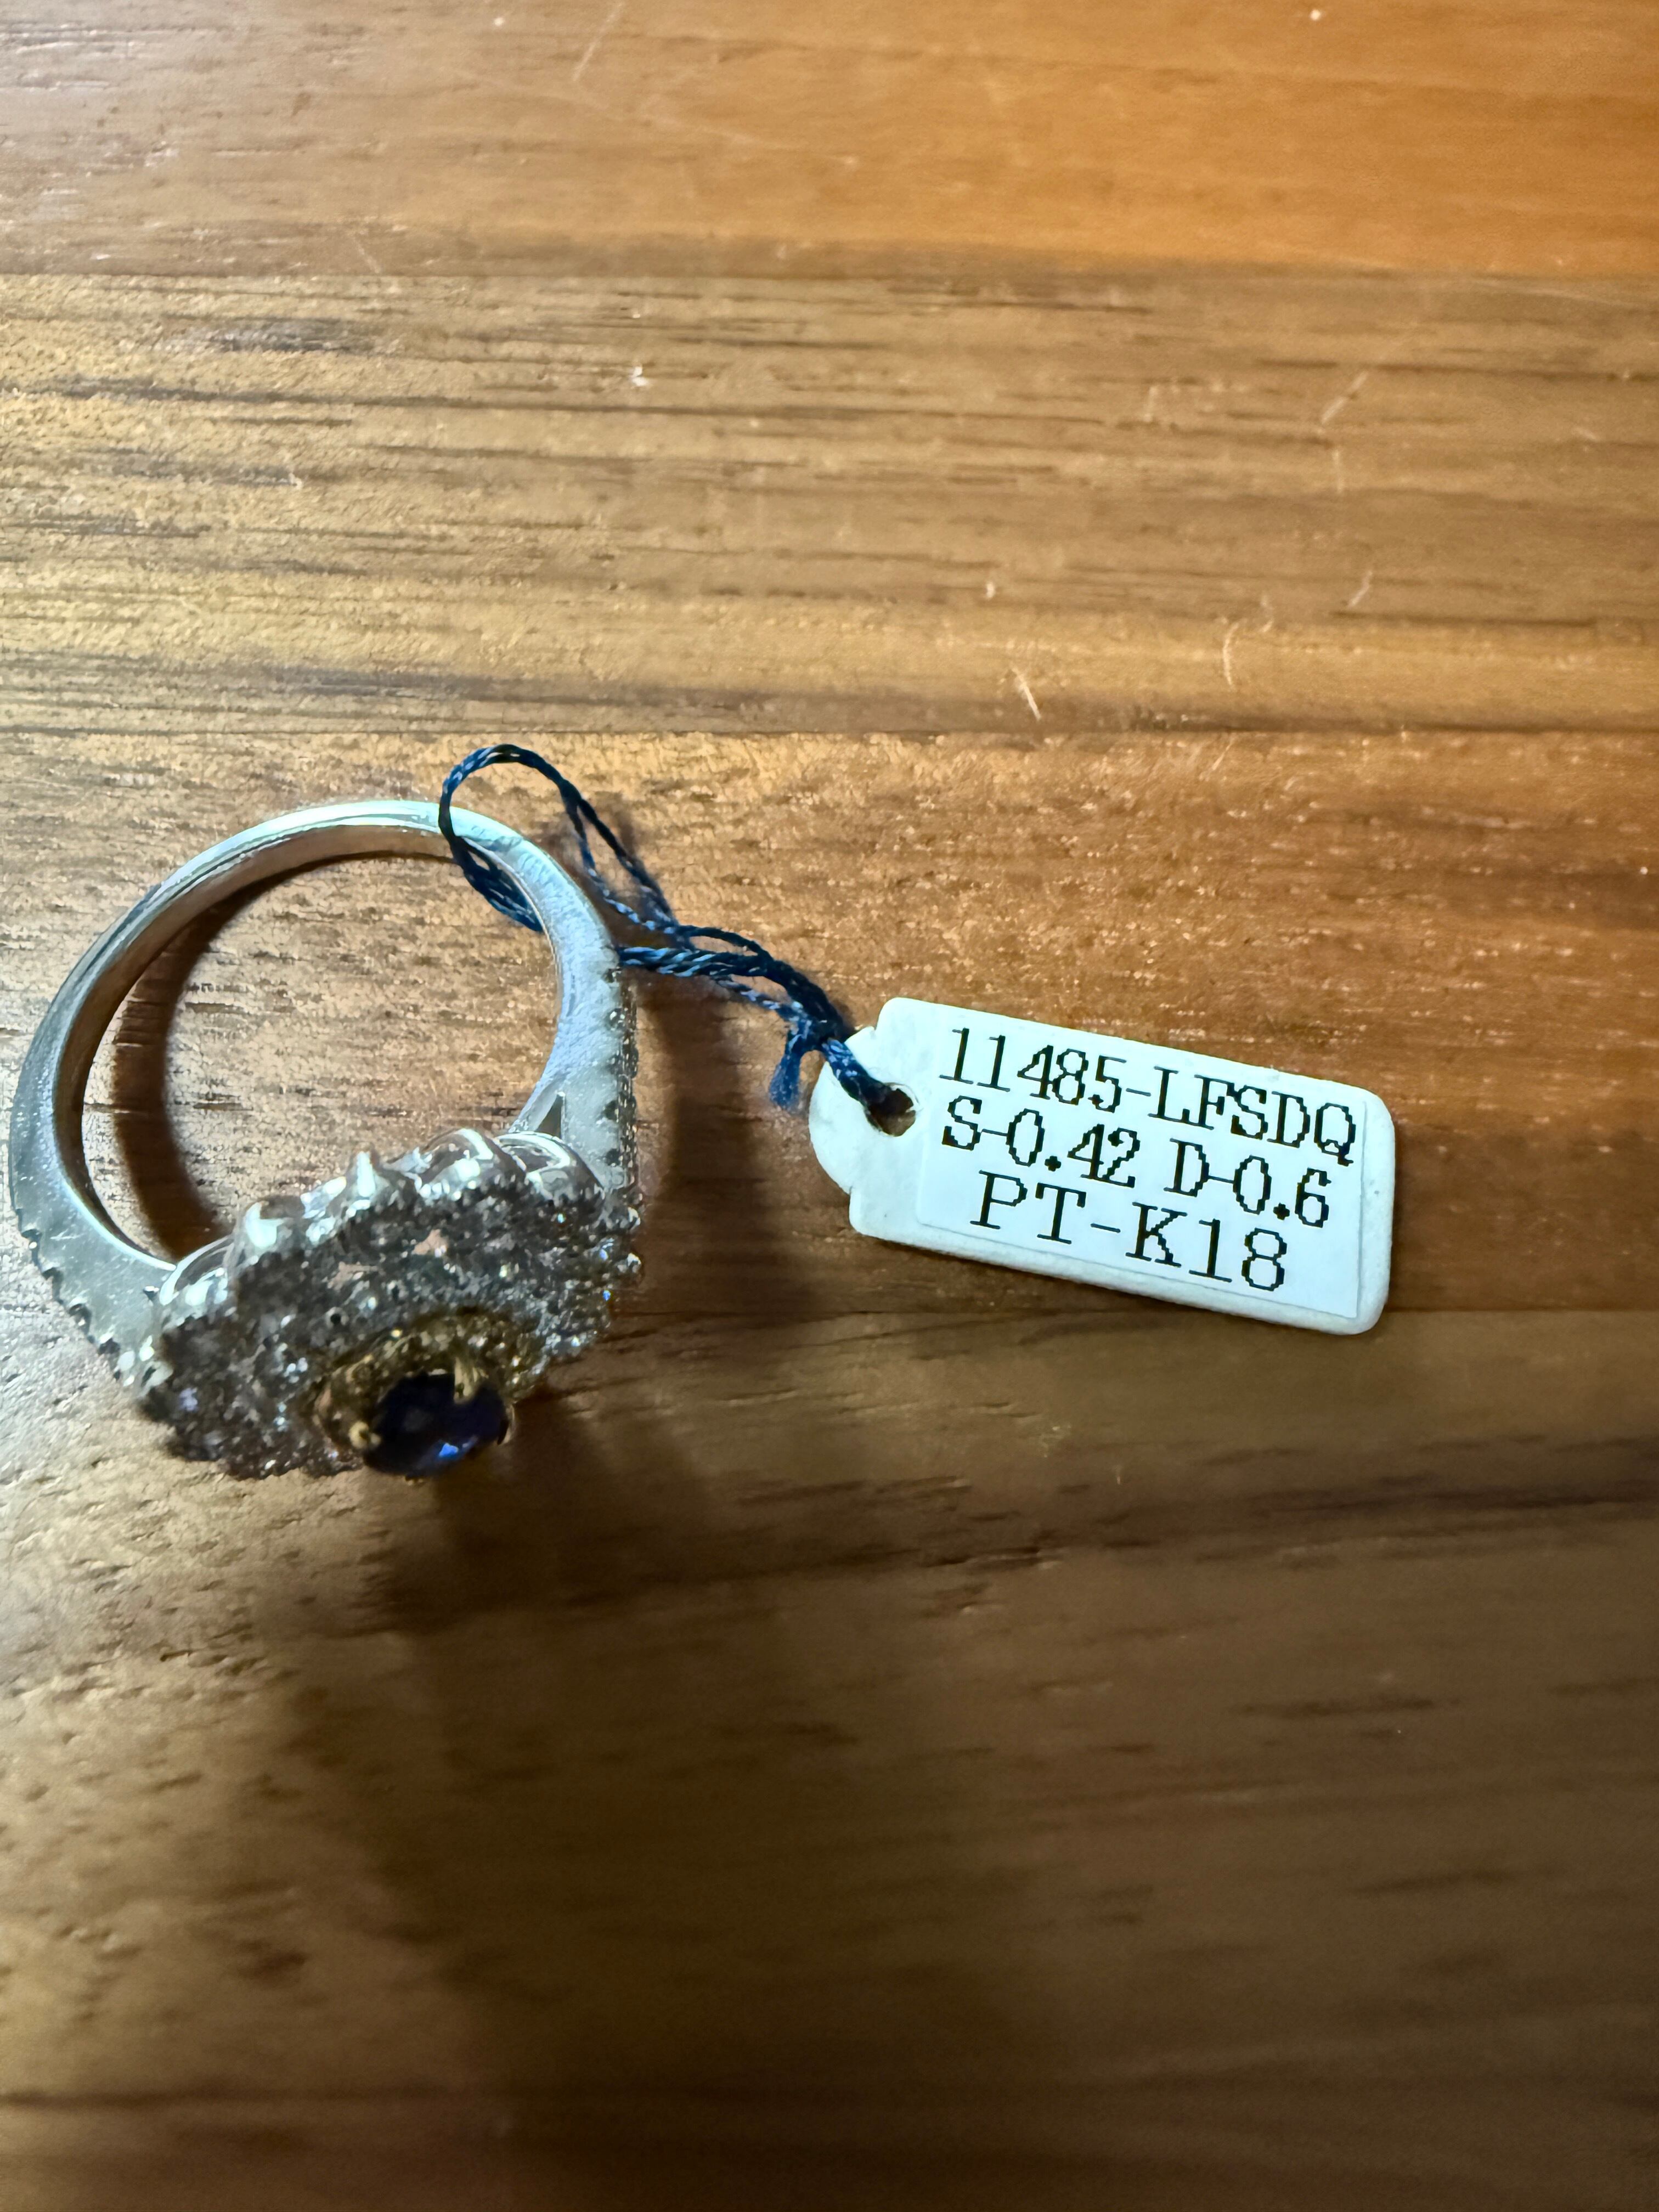 11485-LFSDQ
S-0.42 D-0.6
PT-K18